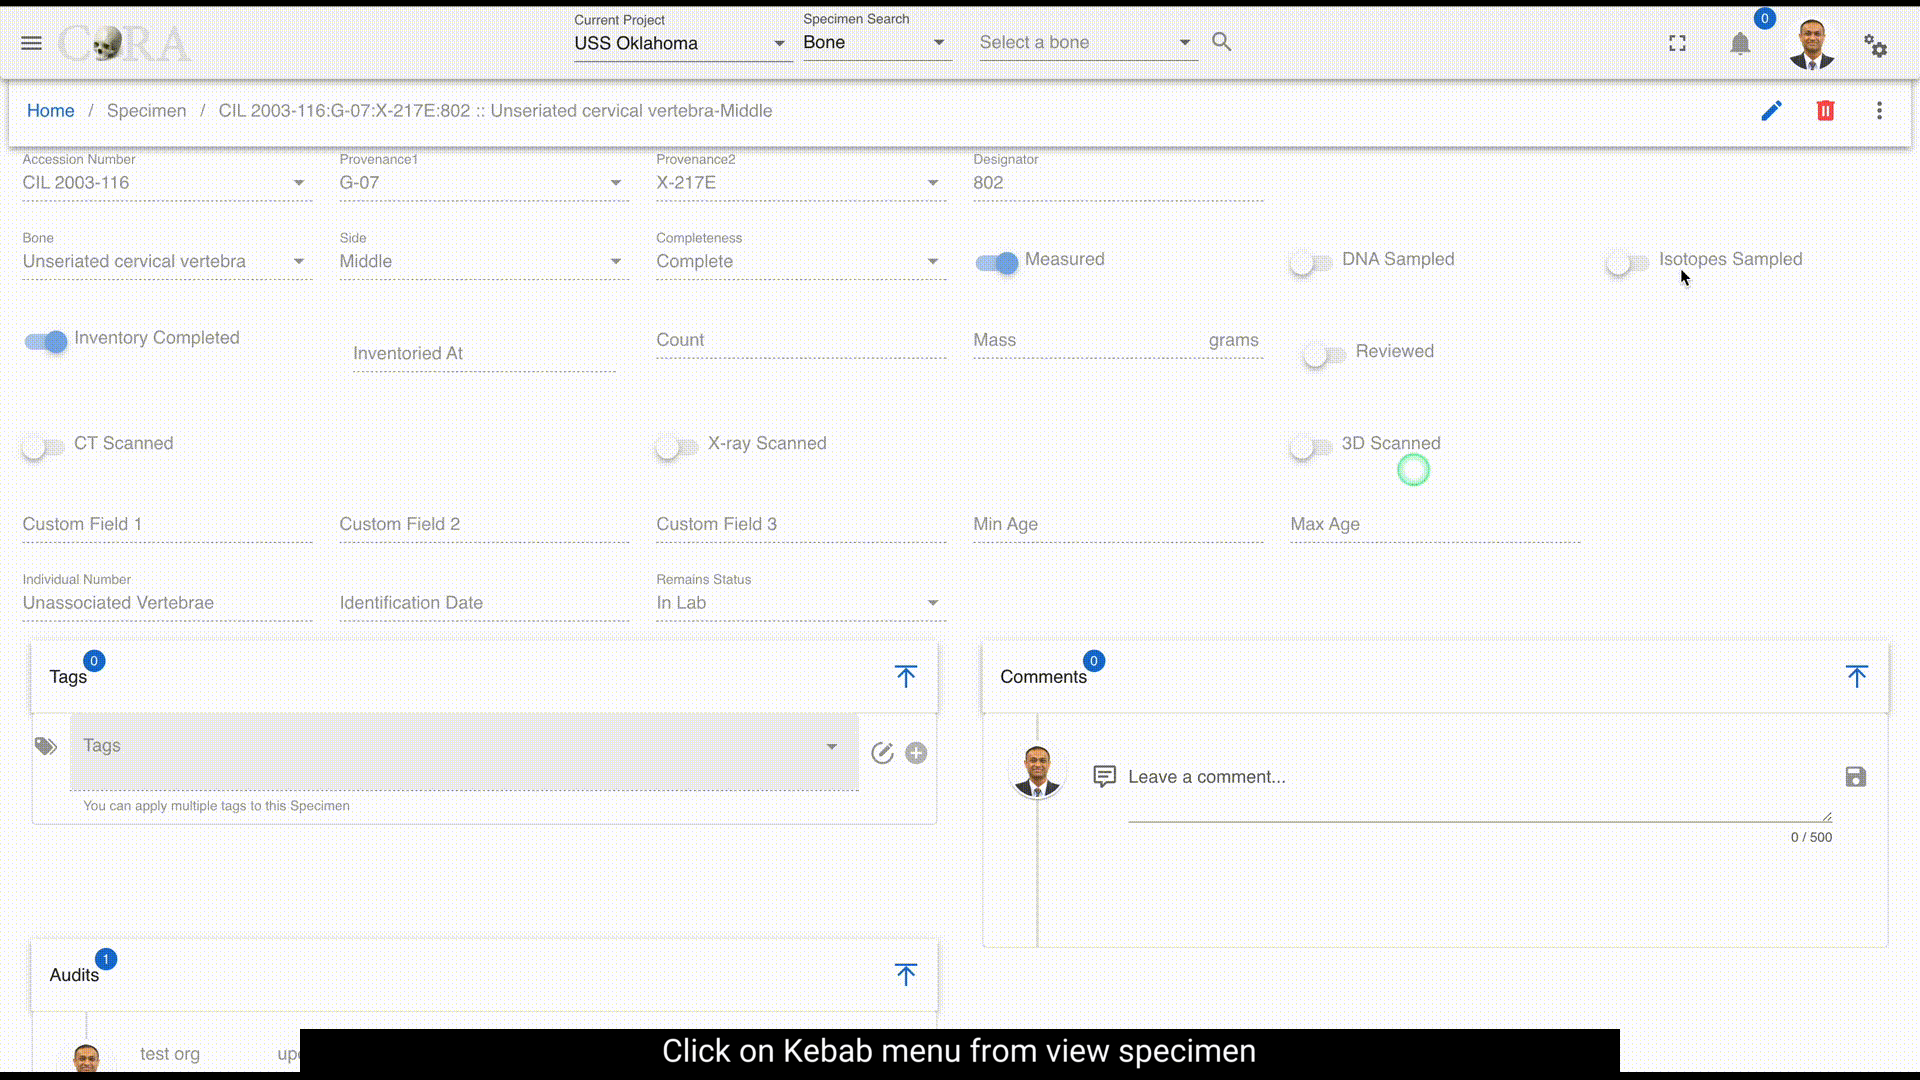 Current Project
Specimen Search
0
CORA
USS Oklahoma
Bone
Select a bone
Home / Specimen / CIL 2003-116:G-07:X-217E:802 :: Unseriated cervical vertebra-Middle
Accession Number
Provenance1
Provenance2
Designator
CIL 2003-116
G-07
X-217E
802
Bone
Side
Completeness
Unseriated cervical vertebra
Middle
Complete
Measured
DNA Sampled
Isotopes Sampled
Inventory Completed
Inventoried At
Count
Mass
grams
Reviewed
CT Scanned
X-ray Scanned
3D Scanned
Custom Field 1
Custom Field 2
Custom Field 3
Min Age
Max Age
Individual Number
Remains Status
Unassociated Vertebrae
Identification Date
In Lab
Tags
0
Comments
0
Tags
You can apply multiple tags to this Specimen
Leave a comment...
0 / 500
Audits
1
test org
Click on Kebab menu from view specimen